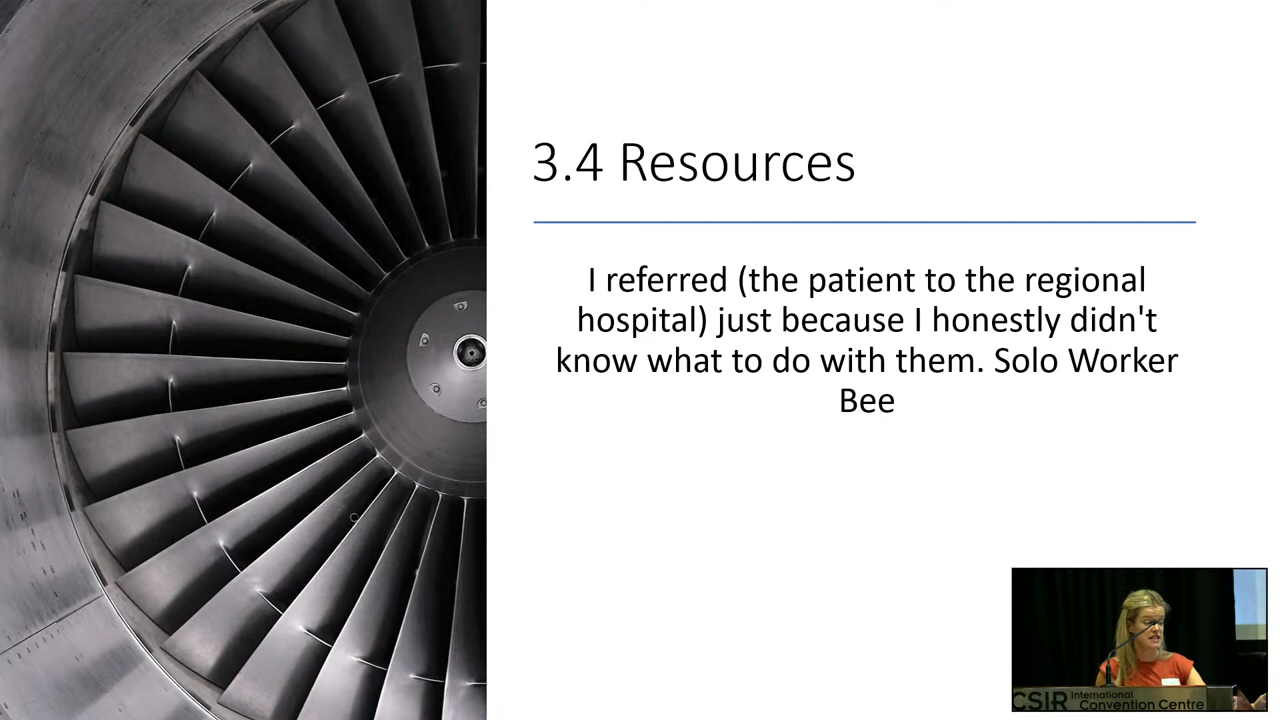 3.4 Resources
I referred (the patient to the regional
hospital) just because I honestly didn't
know what to do with them. Solo Worker
Bee
CSIR International
Convention Centre